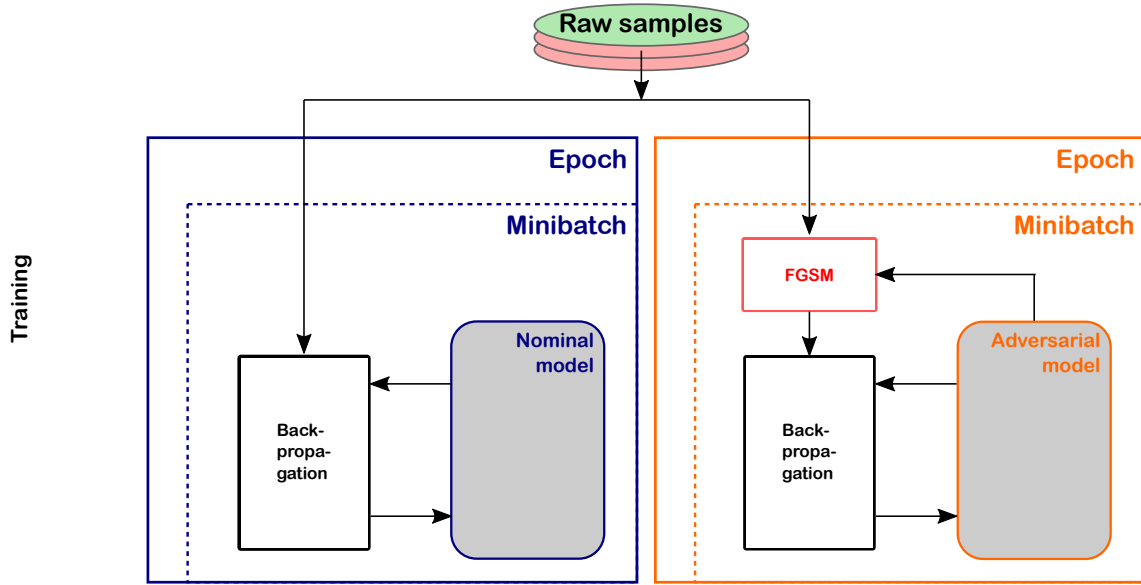 Raw samples
Training
Epoch
Minibatch
Nominal
model
Back-
propa-
gation
Epoch
Minibatch
FGSM
Adversarial
model
Back-
propa-
gation